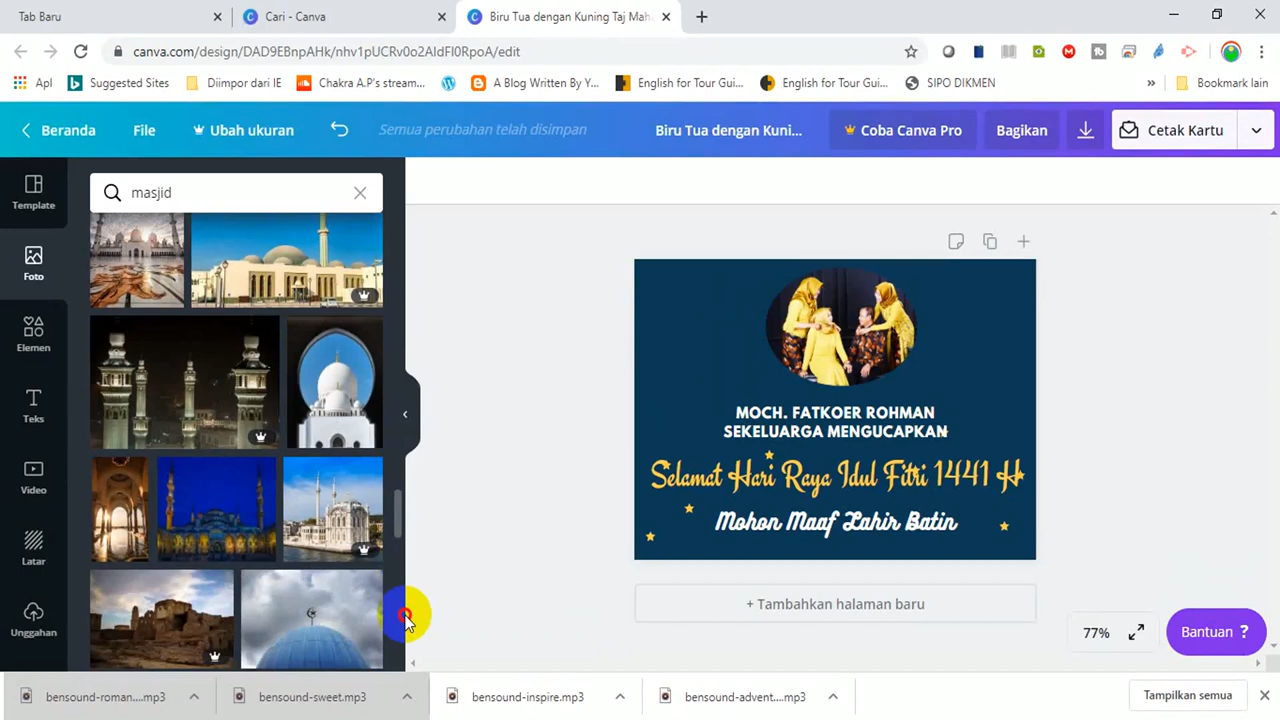 Tab Baru
Cari - Canva
Biru Tua dengan Kuning Taj Mah
canva.com/design/DAD9EBnpAHk/nhv1pUCRv0o2AIdFI0RpoA/edit
Apl
Suggested Sites
Diimpor dari IE
Chakra A.P's stream...
A Blog Written By Y...
English for Tour Gui...
English for Tour Gui...
SIPO DIKMEN
»
Bookmark lain
Beranda
File
Ubah ukuran
Semua perubahan telah disimpan
Biru Tua dengan Kuni...
Coba Canva Pro
Bagikan
Cetak Kartu
Template
Foto
Elemen
Teks
Video
Latar
Unggahan
masjid
MOCH. FATKOER ROHMAN
SEKELUARGA MENGUCAPKAN
Selamat Hari Raya Idul Fitri 1441 H
Mohon Maaf Lahir Batin
+ Tambahkan halaman baru
77%
Bantuan ?
bensound-roman....mp3
bensound-sweet.mp3
bensound-inspire.mp3
bensound-advent....mp3
Tampilkan semua